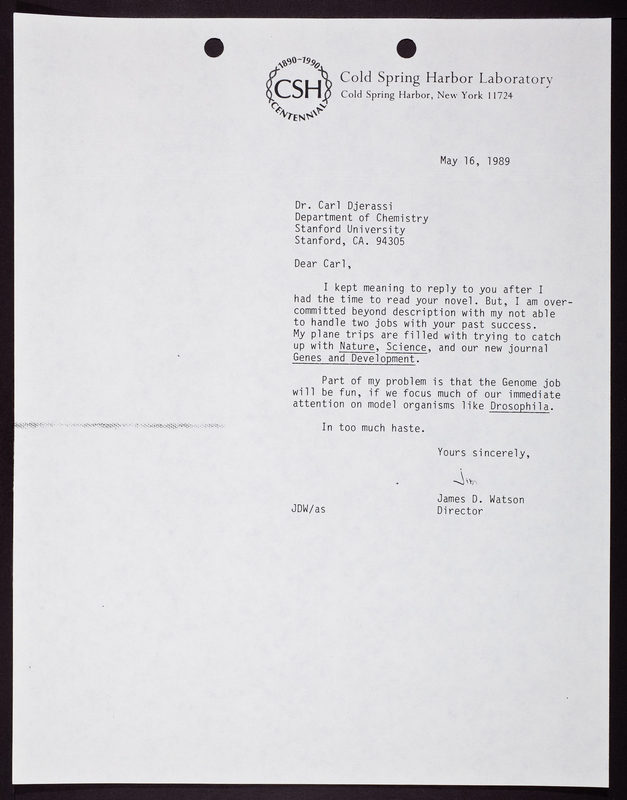 1890-1990
CSH
CENTENNIAL
Cold Spring Harbor Laboratory
Cold Spring Harbor, New York 11724
May 16, 1989
Dr. Carl Djerassi
Department of Chemistry
Stanford University
Stanford, CA. 94305
Dear Carl,
I kept meaning to reply to you after I
had the time to read your novel. But, I am over-
committed beyond description with my not able
to handle two jobs with your past success.
My plane trips are filled with trying to catch
up with Nature, Science, and our new journal
Genes and Development.
Part of my problem is that the Genome job
will be fun, if we focus much of our immediate
attention on model organisms like Drosophila.
In too much haste.
Yours sincerely,
Jim
James D. Watson
JDW/as
Director